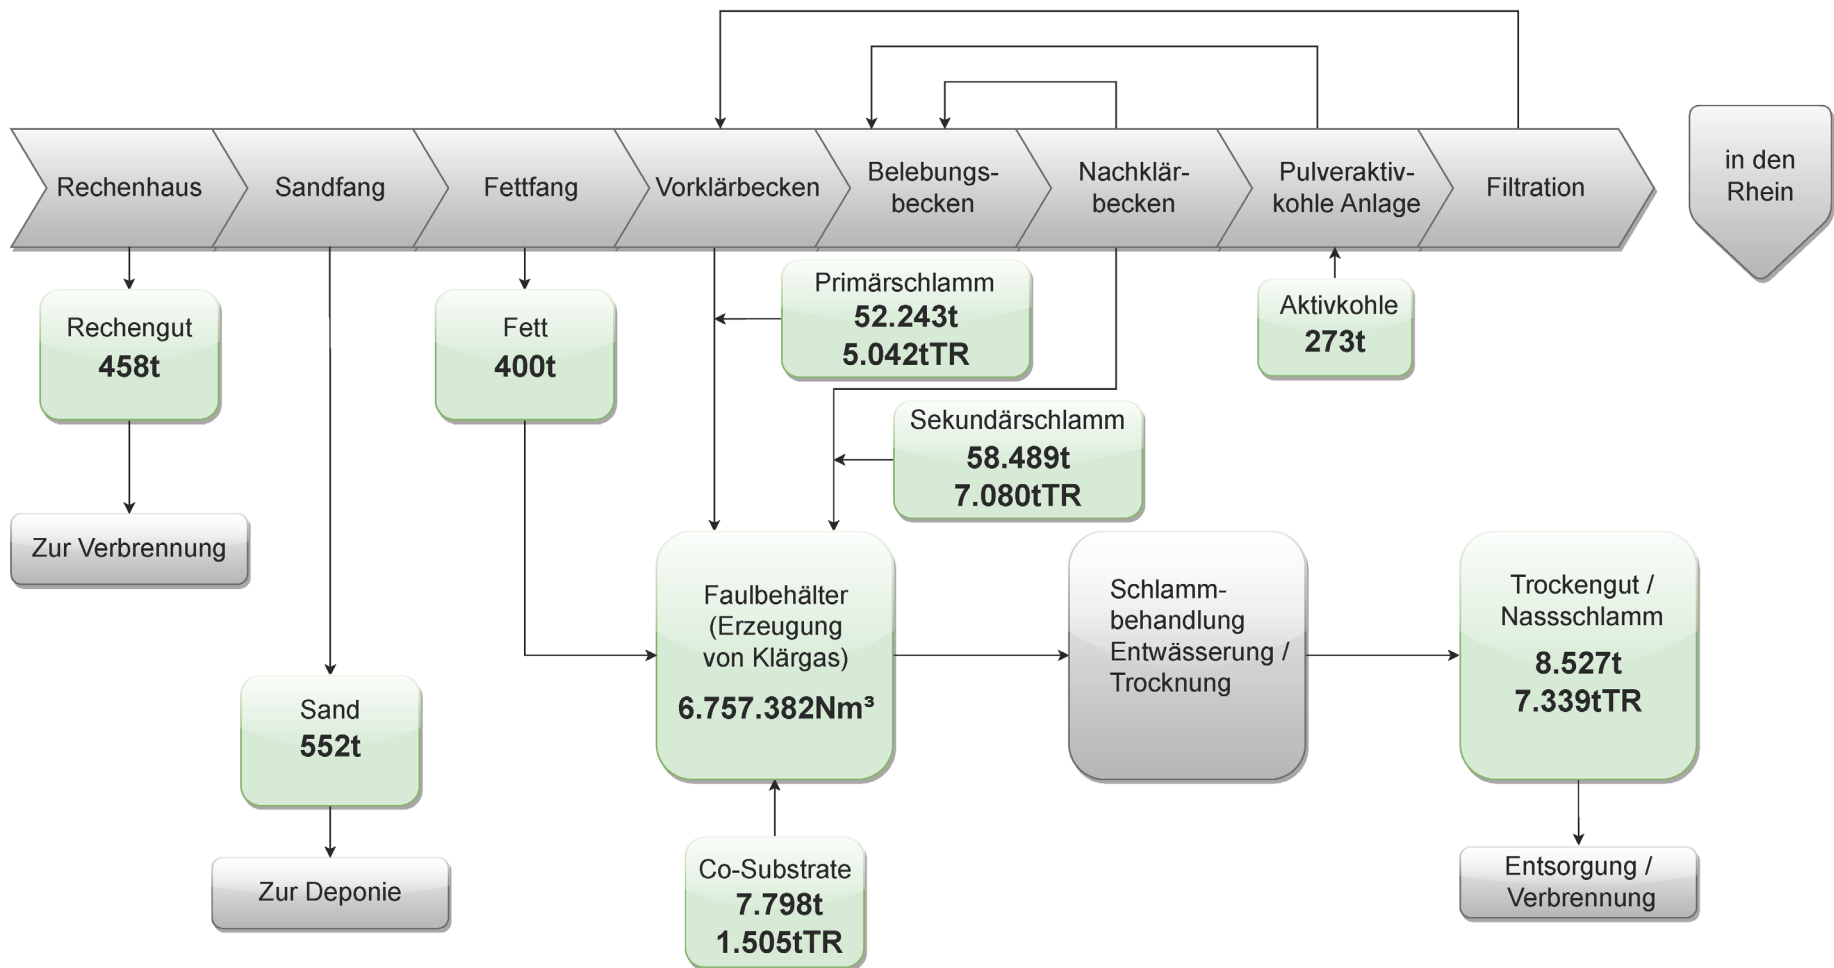 Rechenhaus
Sandfang
Fettfang
Vorklärbecken
Belebungs-
becken
Nachklär-
becken
Pulveraktiv-
kohle Anlage
Filtration
in den
Rhein
Rechengut
458t
Fett
400t
Primärschlamm
52.243t
5.042tTR
Aktivkohle
273t
Sekundärschlamm
58.489t
7.080tTR
Zur Verbrennung
Faulbehälter
(Erzeugung
von Klärgas)
6.757.382Nm³
Schlamm-
behandlung
Entwässerung /
Trocknung
Trockengut /
Nassschlamm
8.527t
7.339tTR
Sand
552t
Zur Deponie
Co-Substrate
7.798t
1.505tTR
Entsorgung /
Verbrennung